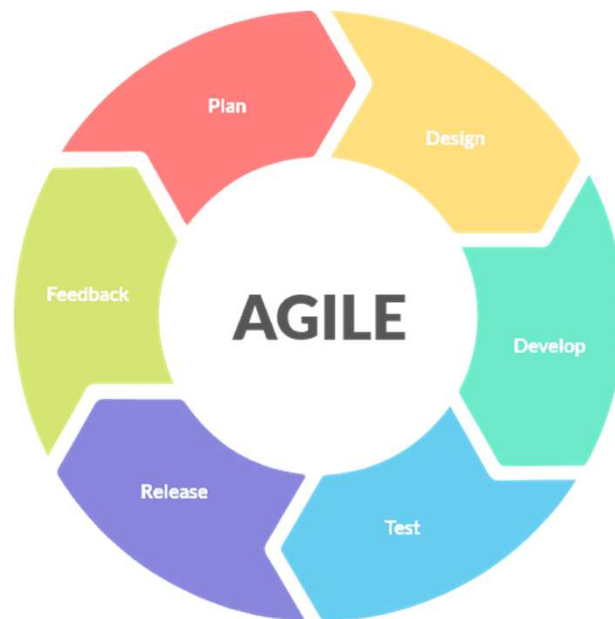 Plan
Design
Feedback
AGILE
Develop
Release
Test